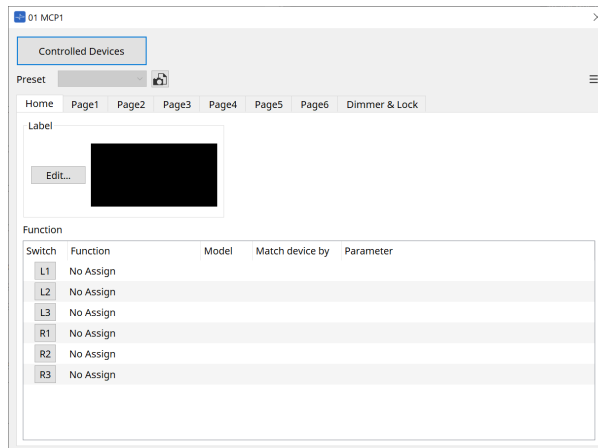 01 MCP1
Controlled Devices
Preset
Home Page1 Page2 Page3 Page4 Page5 Page6 Dimmer & Lock
Label
Edit...
Function
Switch Function Model Match device by Parameter
L1 No Assign
L2 No Assign
L3 No Assign
R1 No Assign
R2 No Assign
R3 No Assign